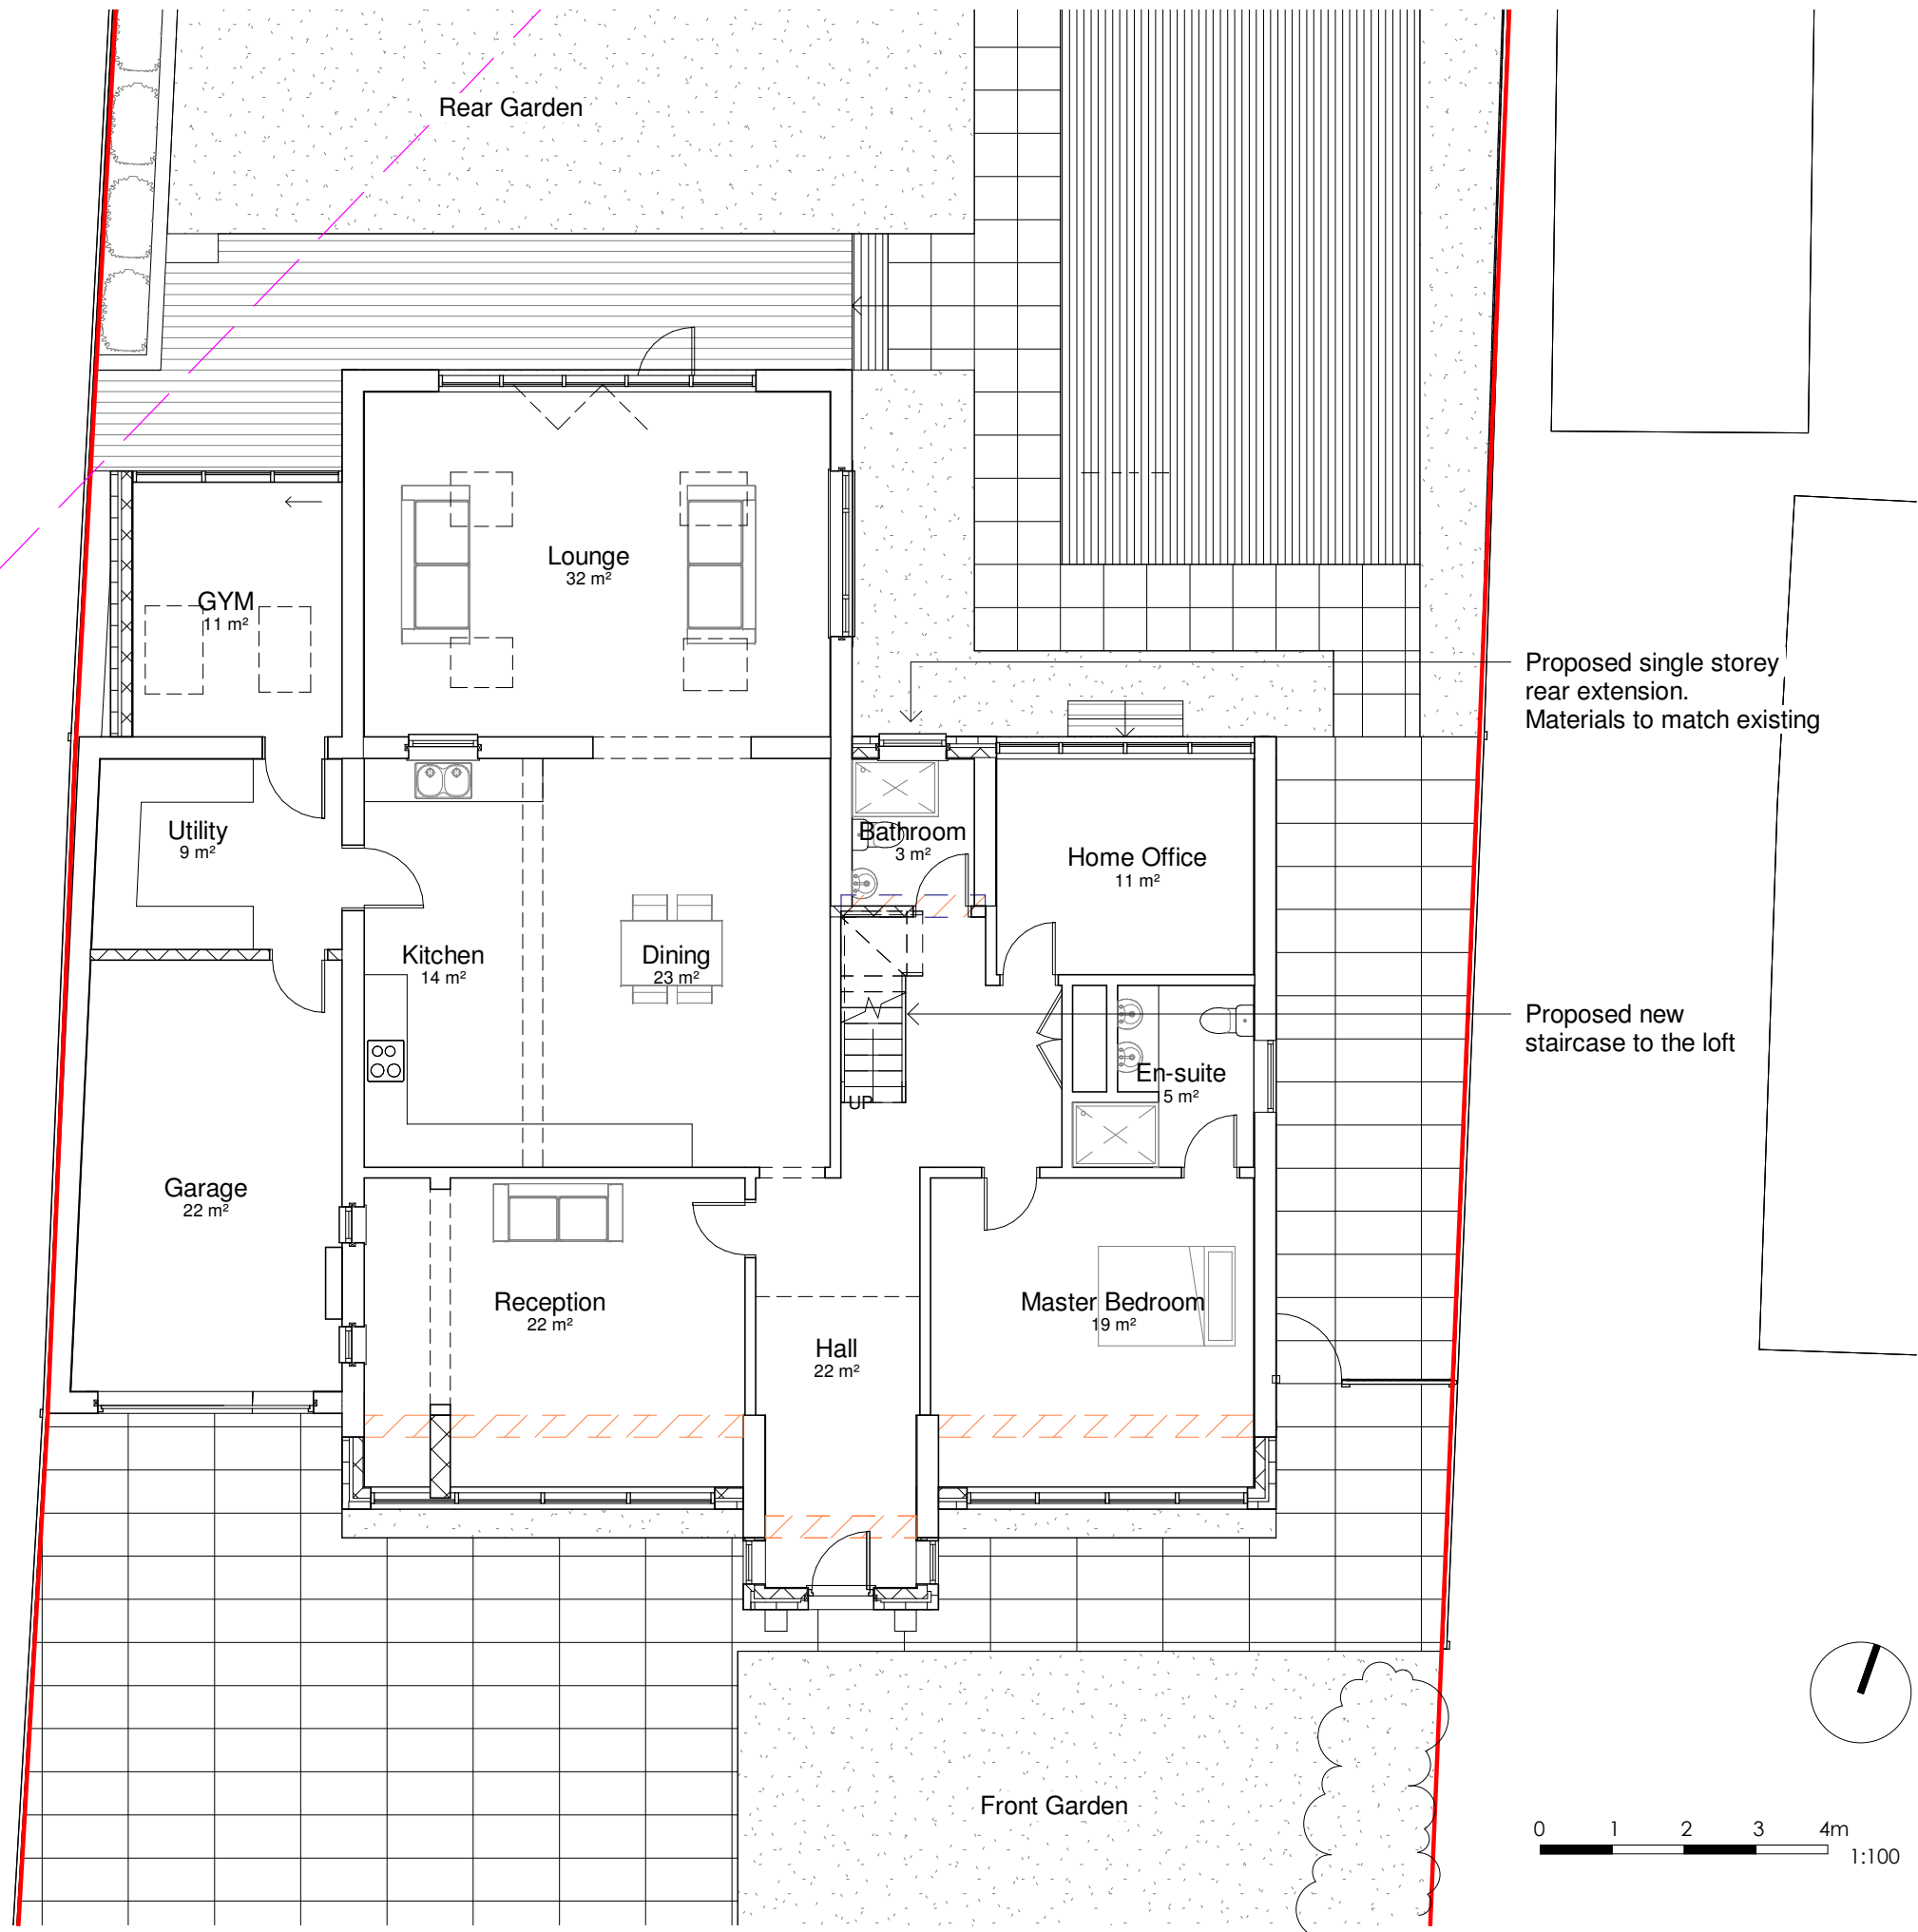 Rear Garden
Lounge
32 m²
GYM
11 m²
Proposed single storey
rear extension.
Materials to match existing
Utility
9 m²
Bathroom
3 m²
Home Office
11 m²
Kitchen
14 m²
Dining
23 m²
Proposed new
staircase to the loft
En-suite
5 m²
UP
Garage
22 m²
Reception
22 m²
Master Bedroom
19 m²
Hall
22 m²
Front Garden
0 1 2 3 4m
1:100